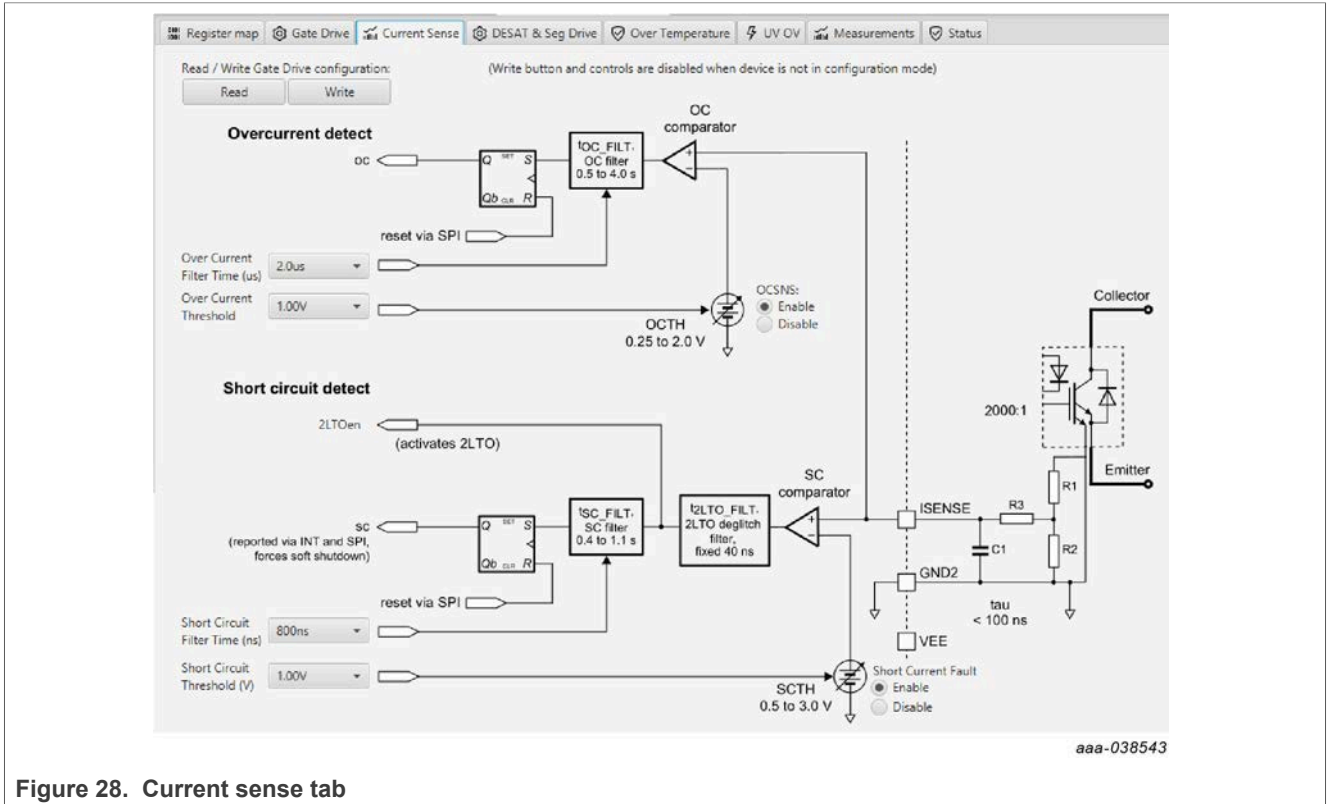 Register map Gate Drive Current Sense DESAT & Seg Drive Over Temperature UV OV Measurements Status
Read / Write Gate Drive configuration:
(Write button and controls are disabled when device is not in configuration mode)
Read Write
Overcurrent detect
OC
comparator
OC
Q SET S
Qb CLR R
tOC_FILT,
OC filter
0.5 to 4.0 s
+
−
reset via SPI
Over Current
Filter Time (us)
2.0us
Over Current
Threshold
1.00V
OCTH
0.25 to 2.0 V
OCSNS:
Enable
Disable
Collector
2000:1
Emitter
Short circuit detect
2LTOen
(activates 2LTO)
SC
comparator
SC
(reported via INT and SPI,
forces soft shutdown)
Q SET S
Qb CLR R
tSC_FILT,
SC filter
0.4 to 1.1 s
t2LTO_FILT,
2LTO deglitch
filter,
fixed 40 ns
+
−
ISENSE
R3
R1
C1
R2
GND2
tau
< 100 ns
VEE
reset via SPI
Short Circuit
Filter Time (ns)
800ns
Short Circuit
Threshold (V)
1.00V
SCTH
0.5 to 3.0 V
Short Current Fault
Enable
Disable
aaa-038543
Figure 28. Current sense tab